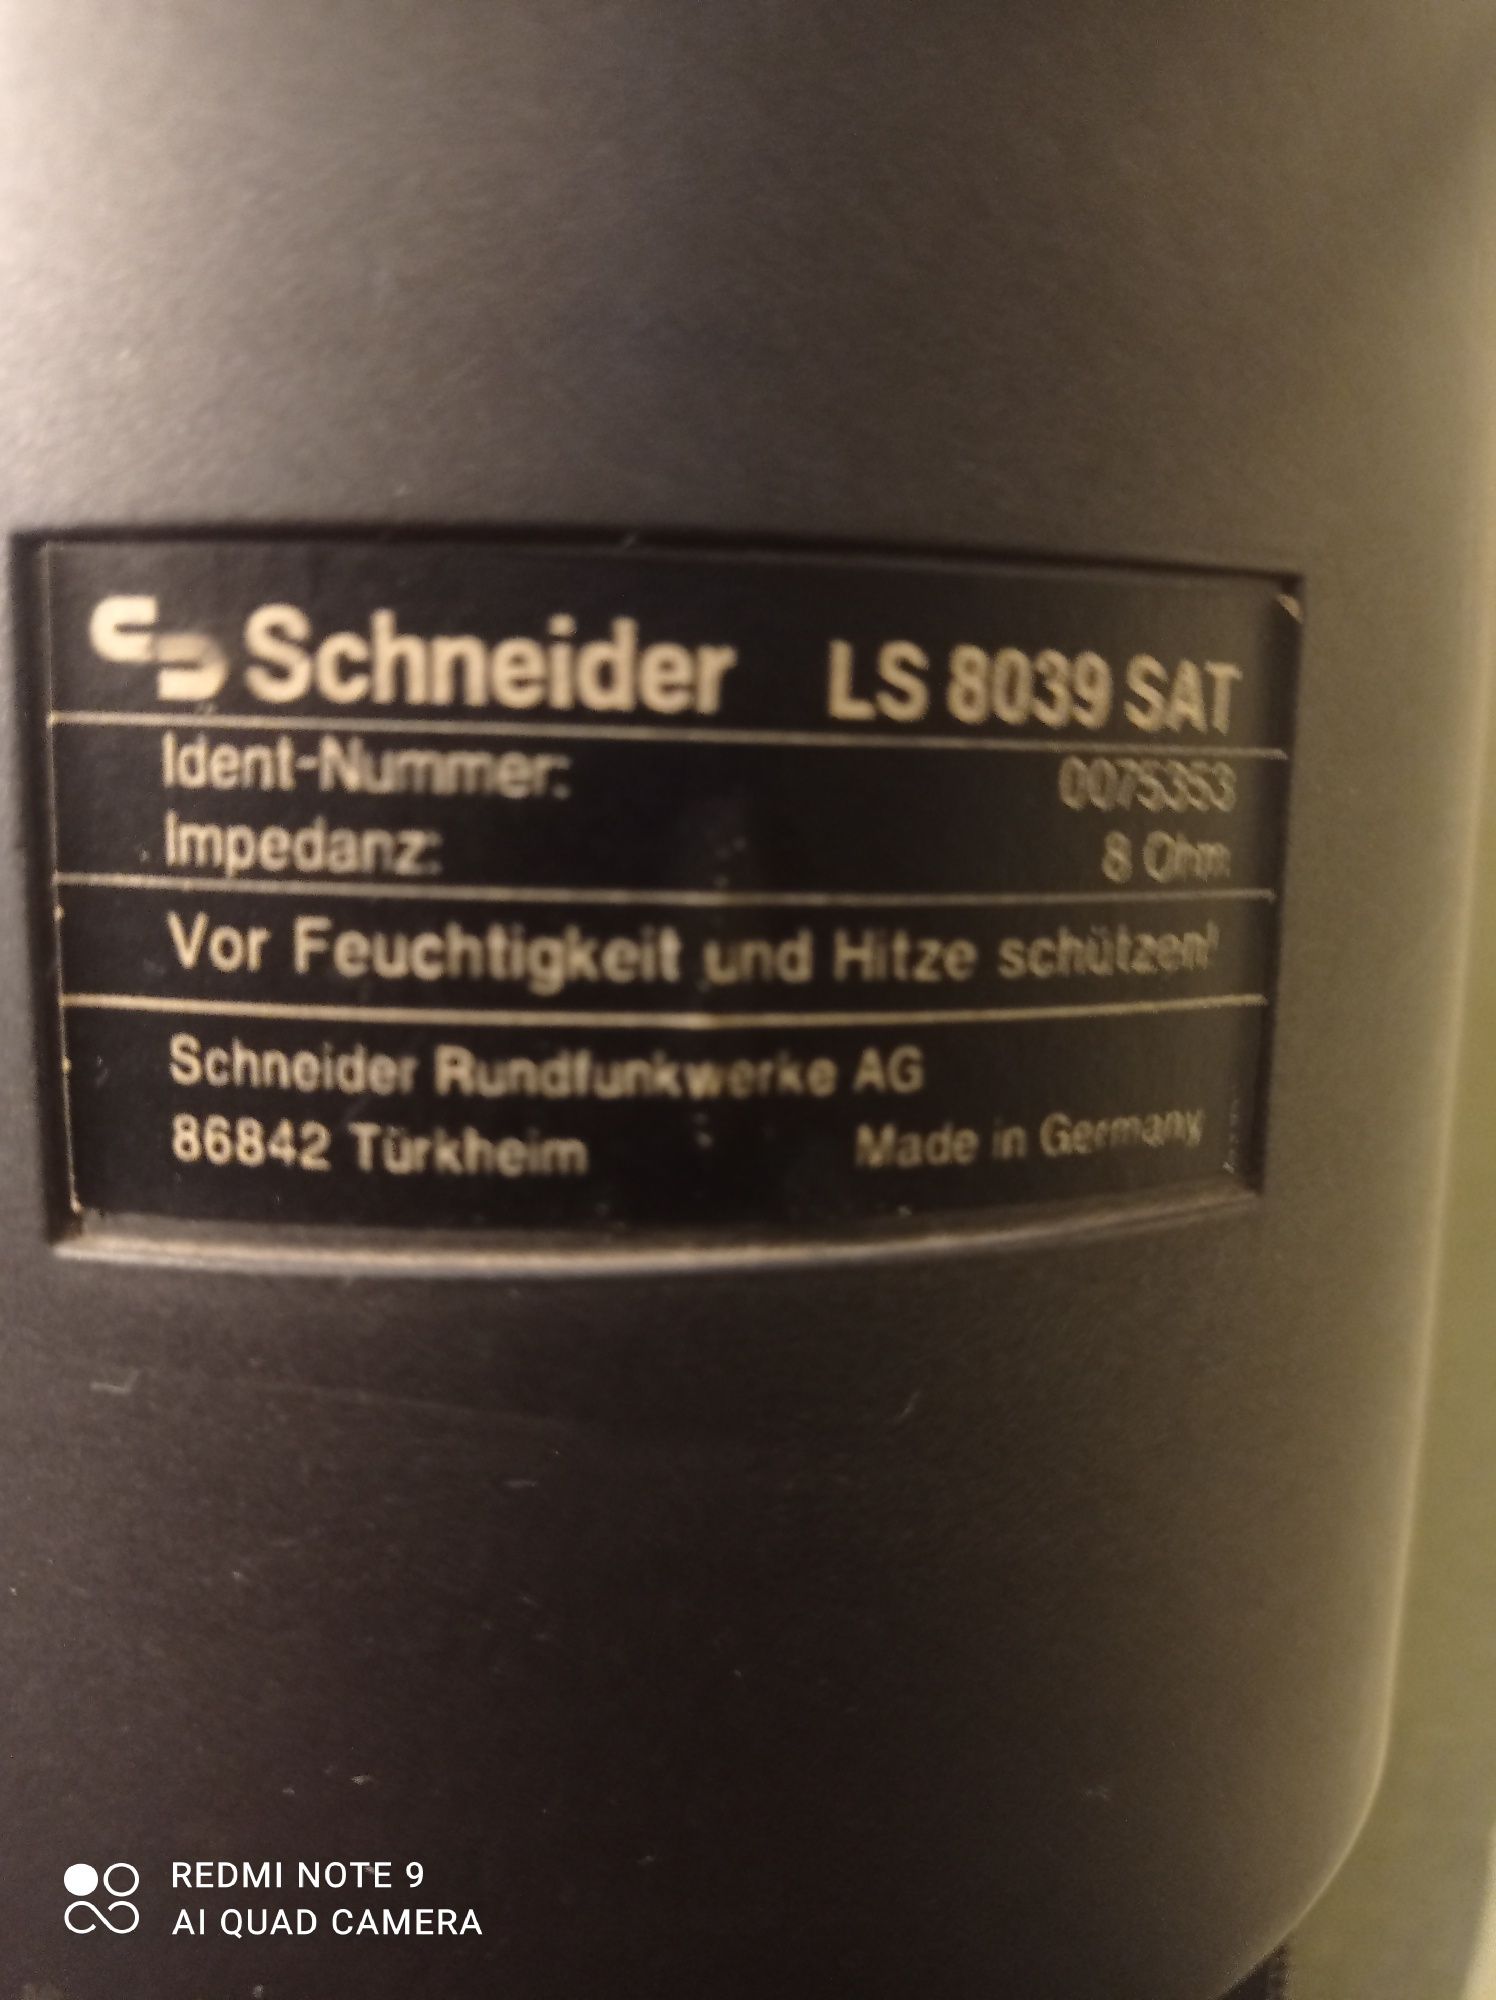 Schneider LS 8039 SAT
Ident-Nummer: 0075353
Impedanz: 8 Ohm
Vor Feuchtigkeit und Hitze schützen!
Schneider Rundfunkwerke AG
86842 Türkheim Made in Germany
REDMI NOTE 9
AI QUAD CAMERA